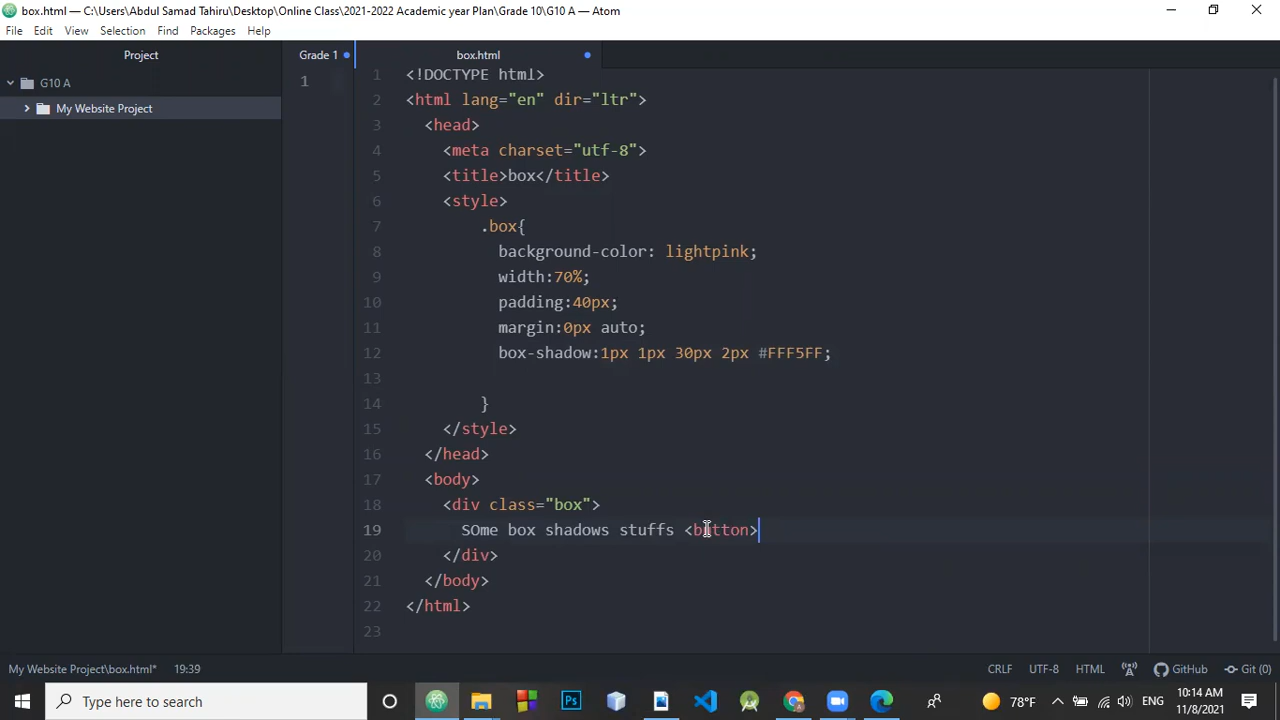 box.html — C:\Users\Abdul Samad Tahiru\Desktop\Online Class\2021-2022 Academic year Plan\Grade 10\G10 A — Atom
File Edit View Selection Find Packages Help
Project
Grade 1
box.html
G10 A
My Website Project
1
1 <!DOCTYPE html>
2 <html lang="en" dir="ltr">
3 <head>
4 <meta charset="utf-8">
5 <title>box</title>
6 <style>
7 .box{
8 background-color: lightpink;
9 width:70%;
10 padding:40px;
11 margin:0px auto;
12 box-shadow:1px 1px 30px 2px #FFF5FF;
13
14 }
15 </style>
16 </head>
17 <body>
18 <div class="box">
19 SOme box shadows stuffs <button>
20 </div>
21 </body>
22 </html>
23
My Website Project\box.html* 19:39 CRLF UTF-8 HTML GitHub Git (0)
Type here to search
Ps
78°F ENG
10:14 AM
11/8/2021